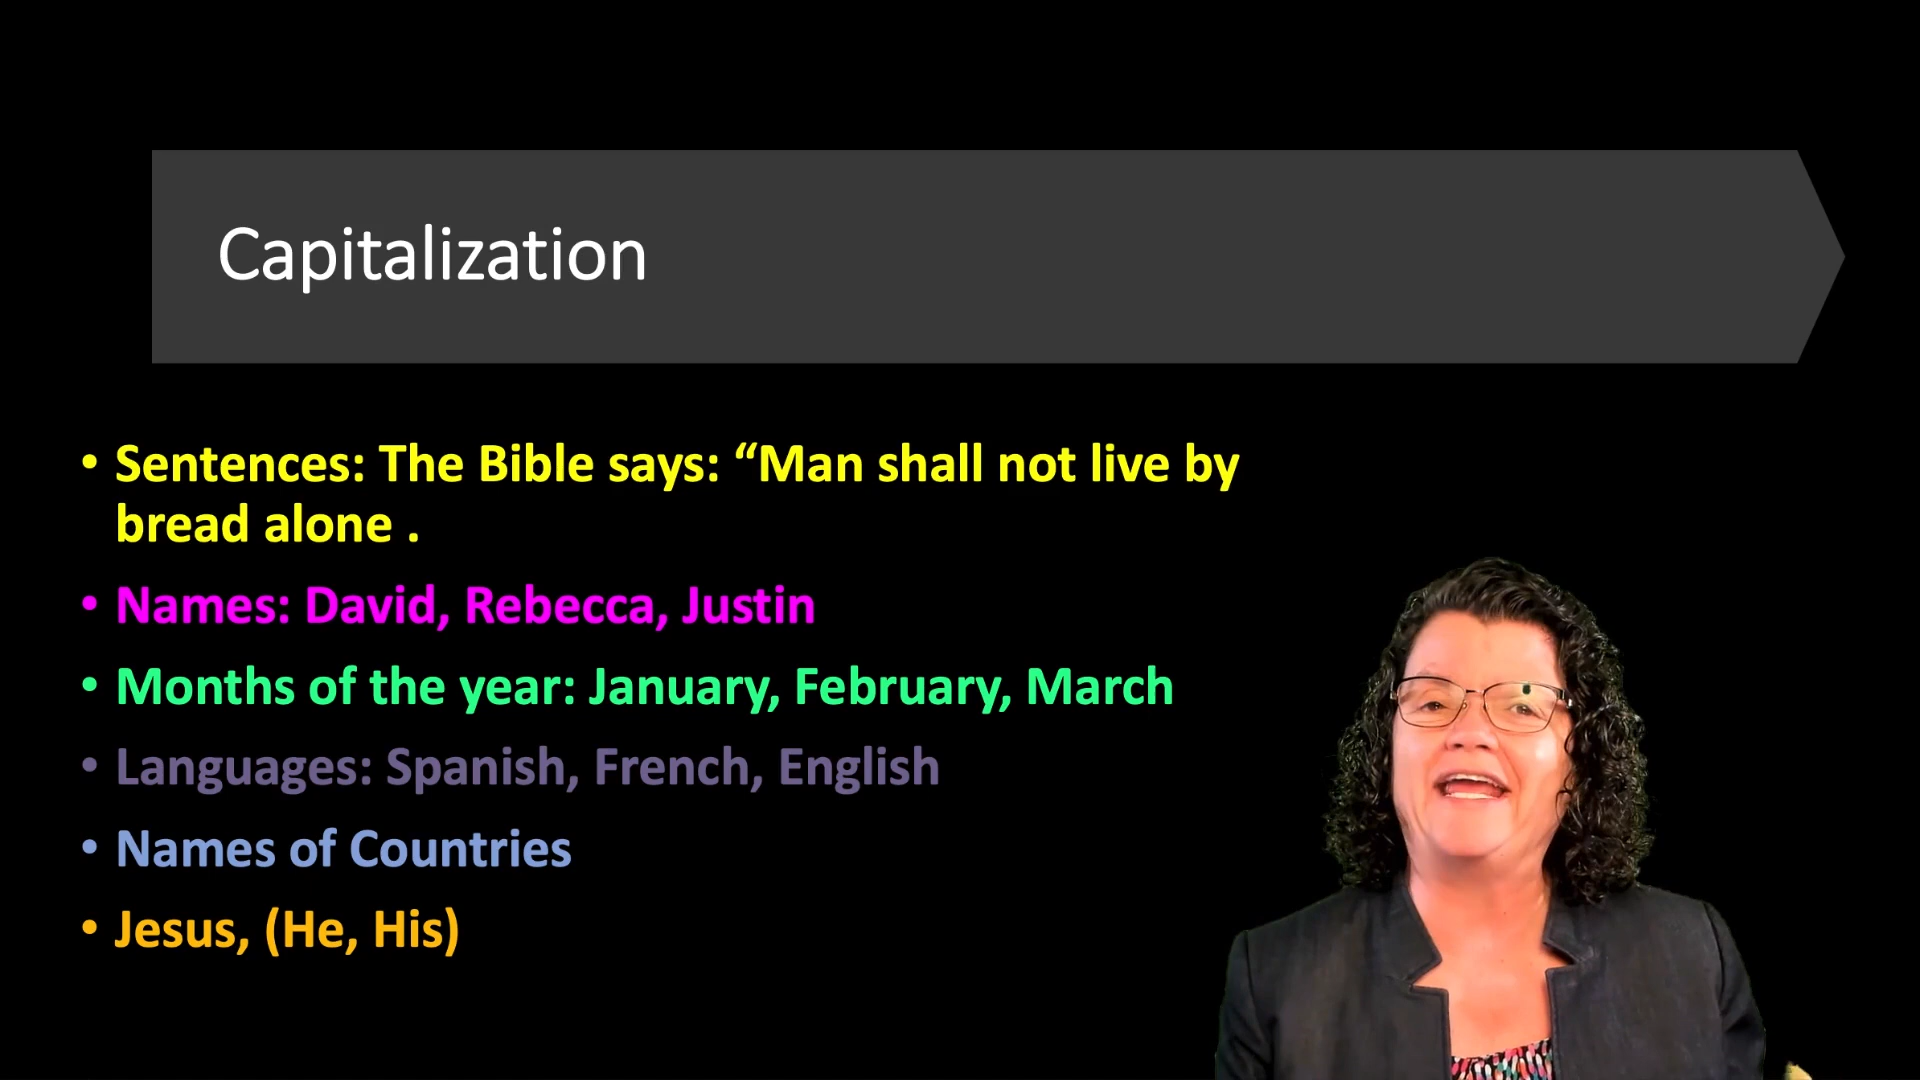 Capitalization
• Sentences: The Bible says: “Man shall not live by
bread alone .
• Names: David, Rebecca, Justin
• Months of the year: January, February, March
• Languages: Spanish, French, English
• Names of Countries
• Jesus, (He, His)